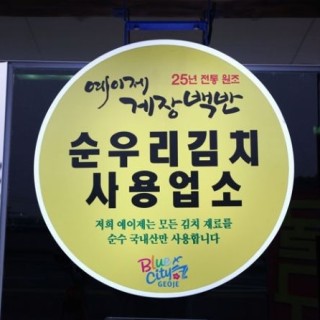 예이제 25년 전통 원조
게장백반
순우리김치
사용업소
저희 예이제는 모든 김치 재료를
순수 국내산만 사용합니다
Blue
City
GEOJE